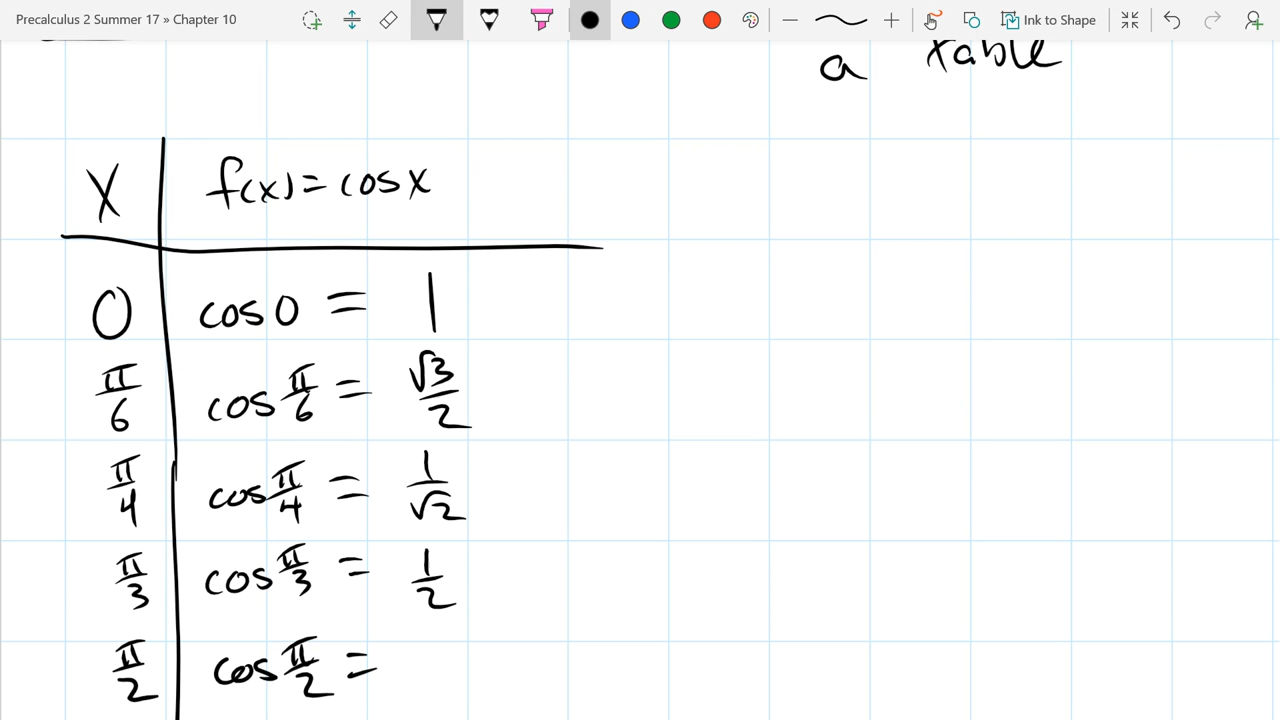 Precalculus 2 Summer 17 » Chapter 10
Ink to Shape
a table
x f(x) = cos x
0 cos 0 = 1
π/6 cos π/6 = √3/2
π/4 cos π/4 = 1/√2
π/3 cos π/3 = 1/2
π/2 cos π/2 =